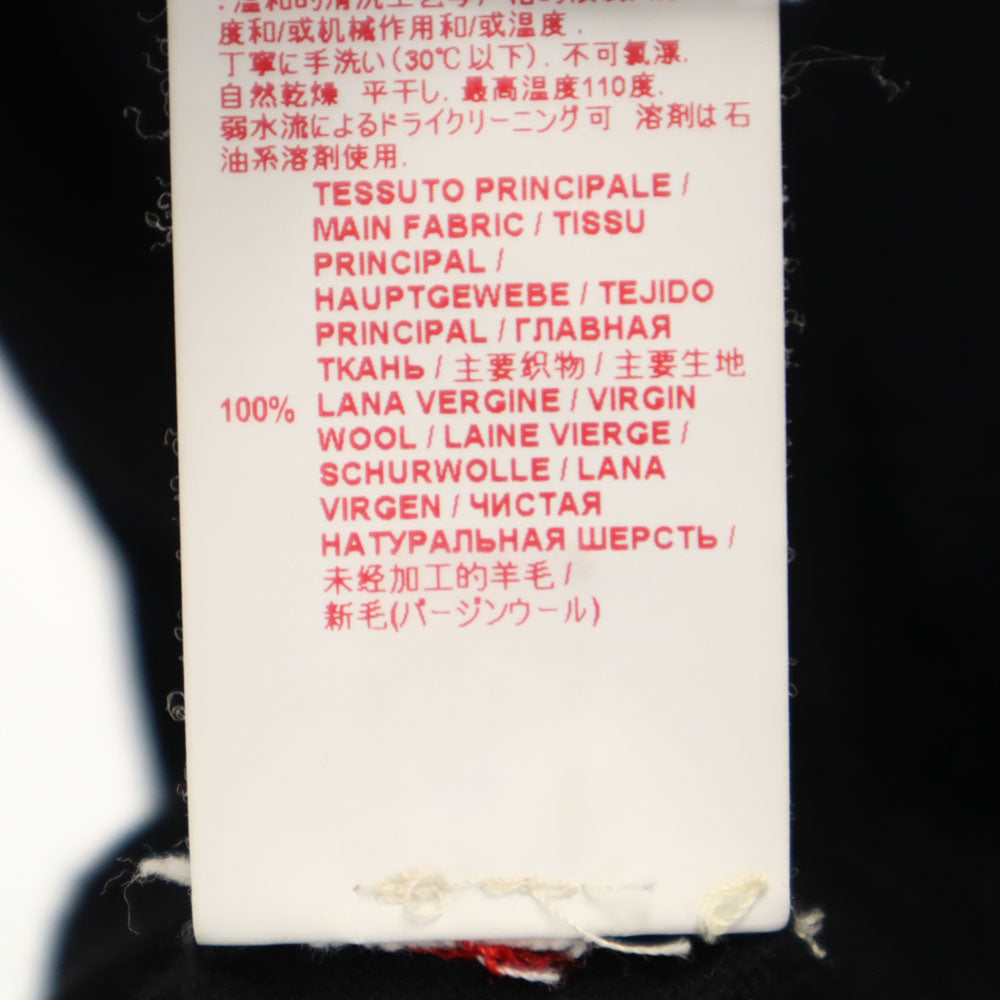 度和/或机械作用和/或温度.
丁寧に手洗い(30℃以下). 不可氯漂.
自然乾燥 平干し. 最高温度110度.
弱水流によるドライクリーニング可 溶剤は石
油系溶剤使用.
TESSUTO PRINCIPALE /
MAIN FABRIC / TISSU
PRINCIPAL /
HAUPTGEWEBE / TEJIDO
PRINCIPAL / ГЛАВНАЯ
ТКАНЬ / 主要织物 / 主要生地
100% LANA VERGINE / VIRGIN
WOOL / LAINE VIERGE /
SCHURWOLLE / LANA
VIRGEN / ЧИСТАЯ
НАТУРАЛЬНАЯ ШЕРСТЬ /
未经加工的羊毛 /
新毛(バージンウール)